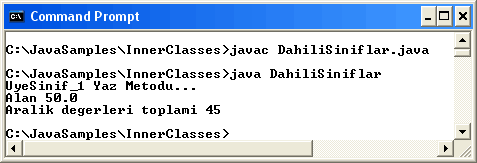 Command Prompt
C:\JavaSamples\InnerClasses>javac DahiliSiniflar.java
C:\JavaSamples\InnerClasses>java DahiliSiniflar
UyeSinif_1 Yaz Metodu...
Alan 50.0
Aralik degerleri toplami 45
C:\JavaSamples\InnerClasses>